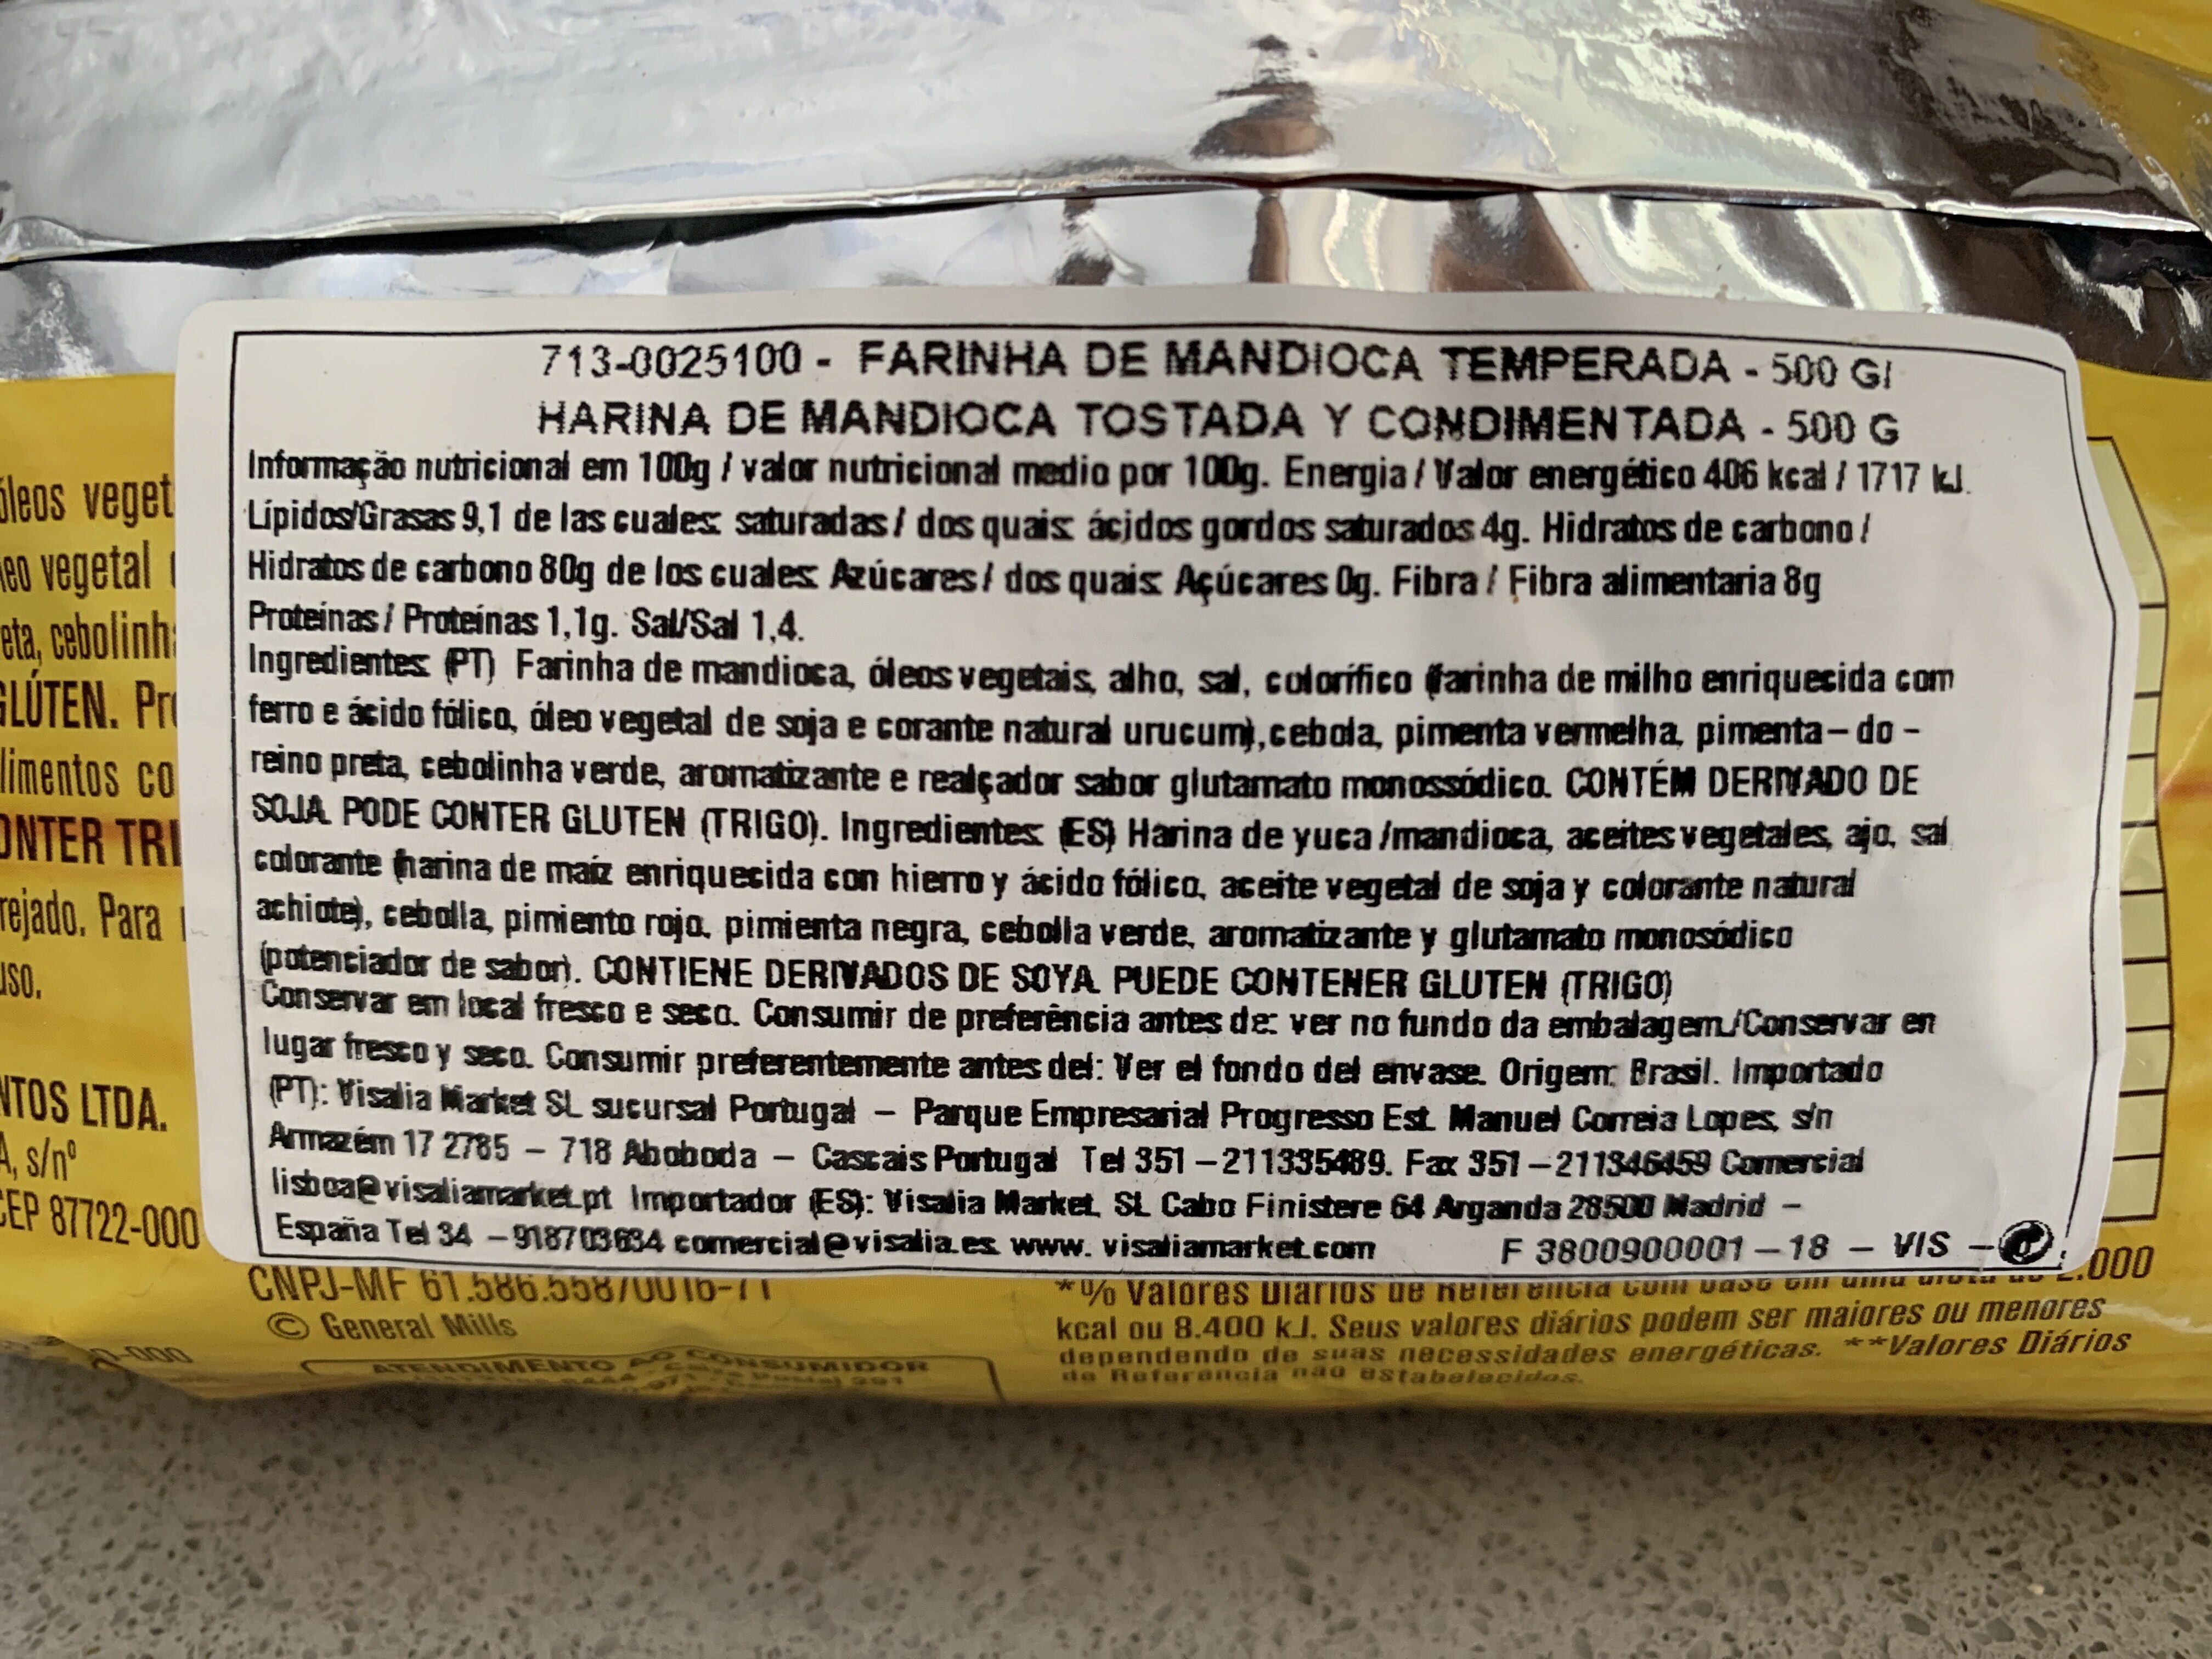 713-0025100 - FARINHA DE MANDIOCA TEMPERADA - 500 G/
HARINA DE MANDIOCA TOSTADA Y CONDIMENTADA - 500 G
Informação nutricional em 100g / valor nutricional medio por 100g. Energia / Valor energético 406 kcal / 1717 kJ.
Lípidos/Grasas 9,1 de las cuales: saturadas / dos quais: ácidos gordos saturados 4g. Hidratos de carbono /
Hidratos de carbono 80g de los cuales: Azúcares / dos quais: Açúcares 0g. Fibra / Fibra alimentaria 8g
Proteínas / Proteínas 1,1g. Sal/Sal 1,4.
Ingredientes: (PT) Farinha de mandioca, óleos vegetais, alho, sal, colorífico (farinha de milho enriquecida com
ferro e ácido fólico, óleo vegetal de soja e corante natural urucum),cebola, pimenta vermelha, pimenta- do -
reino preta, cebolinha verde, aromatizante e realçador sabor glutamato monossódico. CONTÉM DERIVADO DE
SOJA. PODE CONTER GLUTEN (TRIGO). Ingredientes: (ES) Harina de yuca /mandioca, aceites vegetales, ajo, sal,
colorante (harina de maíz enriquecida con hierro y ácido fólico, aceite vegetal de soja y colorante natural
achiote), cebolla, pimiento rojo, pimienta negra, cebolla verde, aromatizante y glutamato monosódico
(potenciador de sabor). CONTIENE DERIVADOS DE SOYA. PUEDE CONTENER GLUTEN (TRIGO)
Conservar em local fresco e seco. Consumir de preferência antes de: ver no fundo da embalagem./Conservar en
lugar fresco y seco. Consumir preferentemente antes del: Ver el fondo del envase. Origem: Brasil. Importado
(PT): Visalia Market SL sucursal Portugal – Parque Empresarial Progresso Est. Manuel Correia Lopes, s/n
Armazém 17 2785 – 718 Aboboda – Cascais Portugal Tel 351 –211335489. Fax 351 –211346459 Comercial
lisboa@visaliamarket.pt Importador (ES): Visalia Market, SL Cabo Finistere 64 Arganda 28500 Madrid –
España Tel 34 –918703634 comercial@visalia.es www. visaliamarket.com F 3800900001 –18 – VIS –
óleos veget
vegetal
eta, cebolinh
GLÚTEN. Pr
limentos co
ONTER TRI
rejado. Para
uso.
NTOS LTDA.
A, s/nº
CEP 87722-000
CNPJ-MF 61.586.558/0016-71
© General Mills
ATENDIMENTO AO CONSUMIDOR
*% Valores Diários de Referência com base em uma dieta de 2.000
kcal ou 8.400 kJ. Seus valores diários podem ser maiores ou menores
dependendo de suas necessidades energéticas. **Valores Diários
de Referência não estabelecidos.